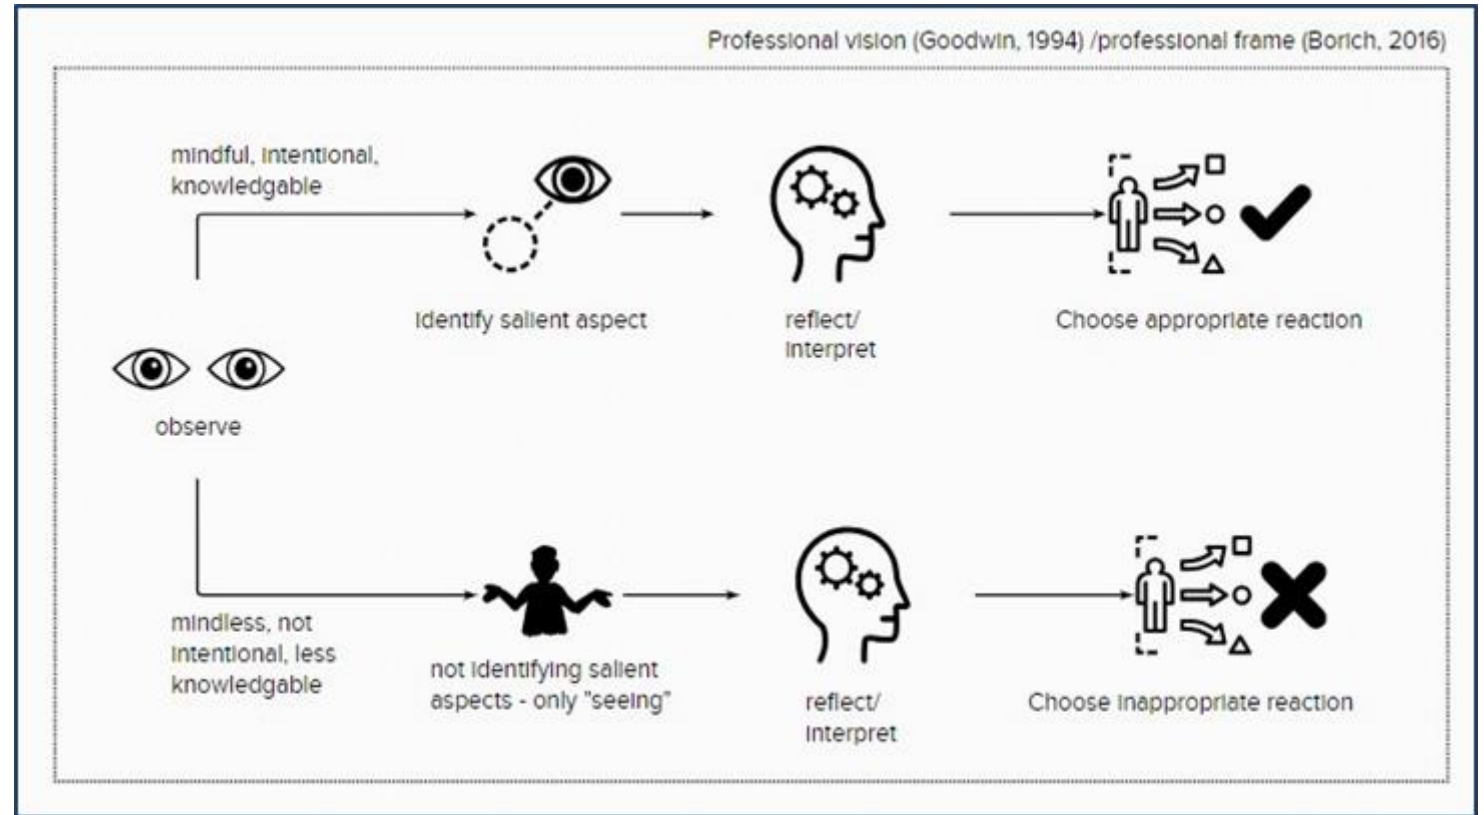 Professional vision (Goodwin, 1994) /professional frame (Borich, 2016)
mindful, intentional,
knowledgable
Identify salient aspect
reflect/
Interpret
Choose appropriate reaction
observe
mindless, not
intentional, less
knowledgable
not identifying salient
aspects - only "seeing"
reflect/
Interpret
Choose inappropriate reaction